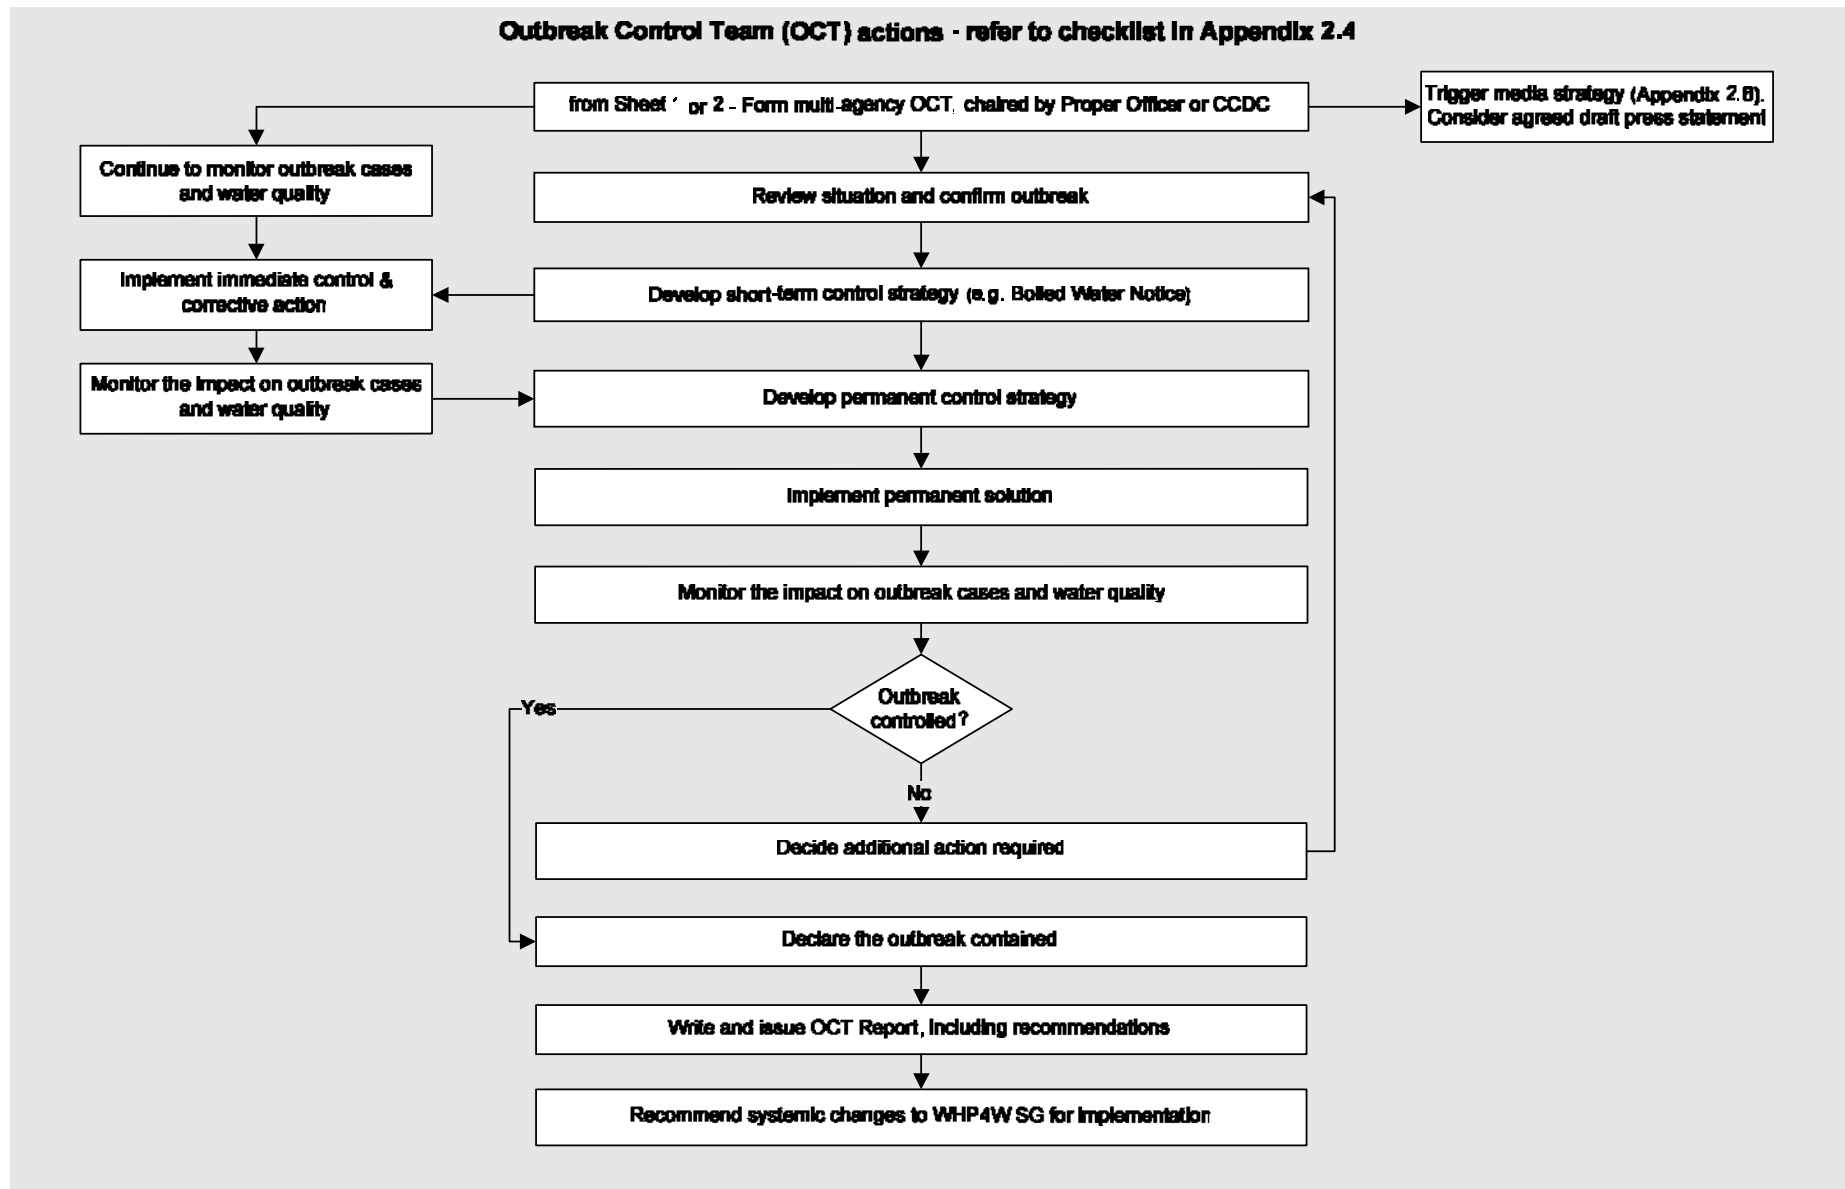 Outbreak Control Team (OCT) actions - refer to checklist in Appendix 2.4
from Sheet 1 or 2 - Form multi-agency OCT, chaired by Proper Officer or CCDC
Trigger media strategy (Appendix 2.6).
Consider agreed draft press statement
Continue to monitor outbreak cases
and water quality
Review situation and confirm outbreak
Implement immediate control &
corrective action
Develop short-term control strategy (e.g. Boiled Water Notice)
Monitor the impact on outbreak cases
and water quality
Develop permanent control strategy
Implement permanent solution
Monitor the impact on outbreak cases and water quality
Outbreak
controlled?
Yes
No
Decide additional action required
Declare the outbreak contained
Write and issue OCT Report, including recommendations
Recommend systemic changes to WHP4W SG for implementation